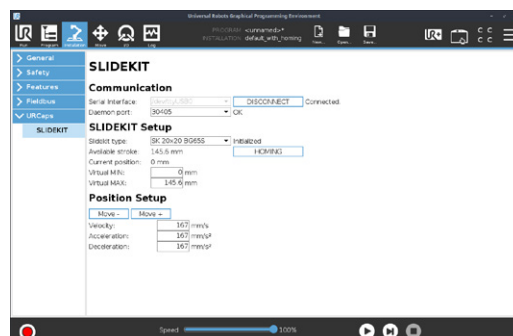 Universal Robots Graphical Programming Environment
PROGRAM <unnamed>*
INSTALLATION default_with_homing
Run Program Installation Move I/O Log New... Open... Save...
C C
C C
General
Safety
Features
Fieldbus
URCaps
SLIDEKIT
SLIDEKIT
Communication
Serial Interface: DISCONNECT Connected
Daemon port: 30405 OK
SLIDEKIT Setup
Slidekit type: SK 20x20 BG65S Initialized
Available stroke: 145.6 mm HOMING
Current position: 0 mm
Virtual MIN: 0 mm
Virtual MAX: 145.6 mm
Position Setup
Move - Move +
Velocity: 167 mm/s
Acceleration: 167 mm/s²
Deceleration: 167 mm/s²
Speed 100%